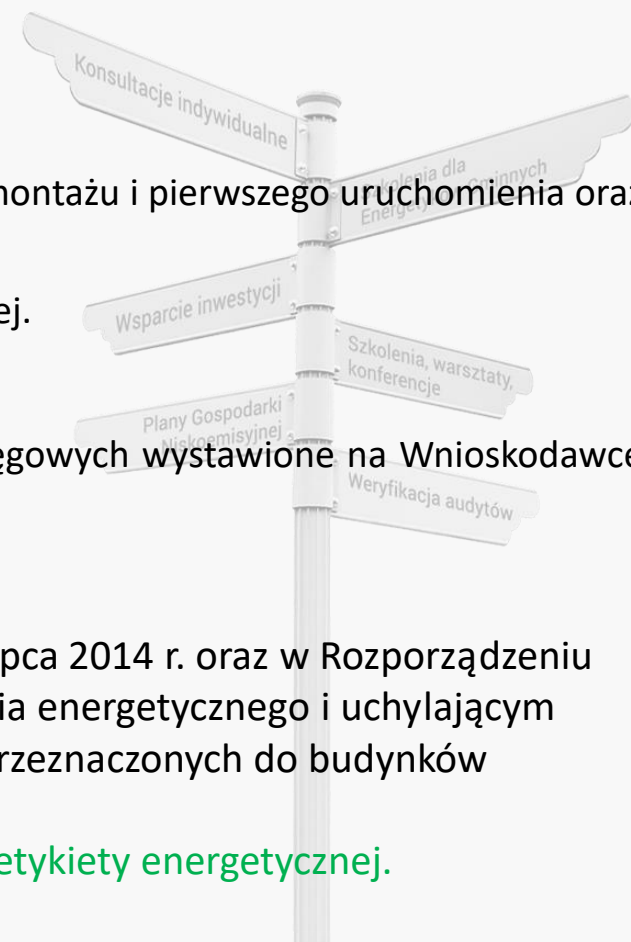 Konsultacje indywidualne
montażu i pierwszego uruchomienia oraz
Szkolenia dla
Energetyków Gminnych
ej.
Wsparcie inwestycji
Szkolenia, warsztaty,
konferencje
Plany Gospodarki
Niskoemisyjnej
ęgowych wystawione na Wnioskodawcę
Weryfikacja audytów
pca 2014 r. oraz w Rozporządzeniu
ia energetycznego i uchylającym
rzeznaczonych do budynków
etykiety energetycznej.